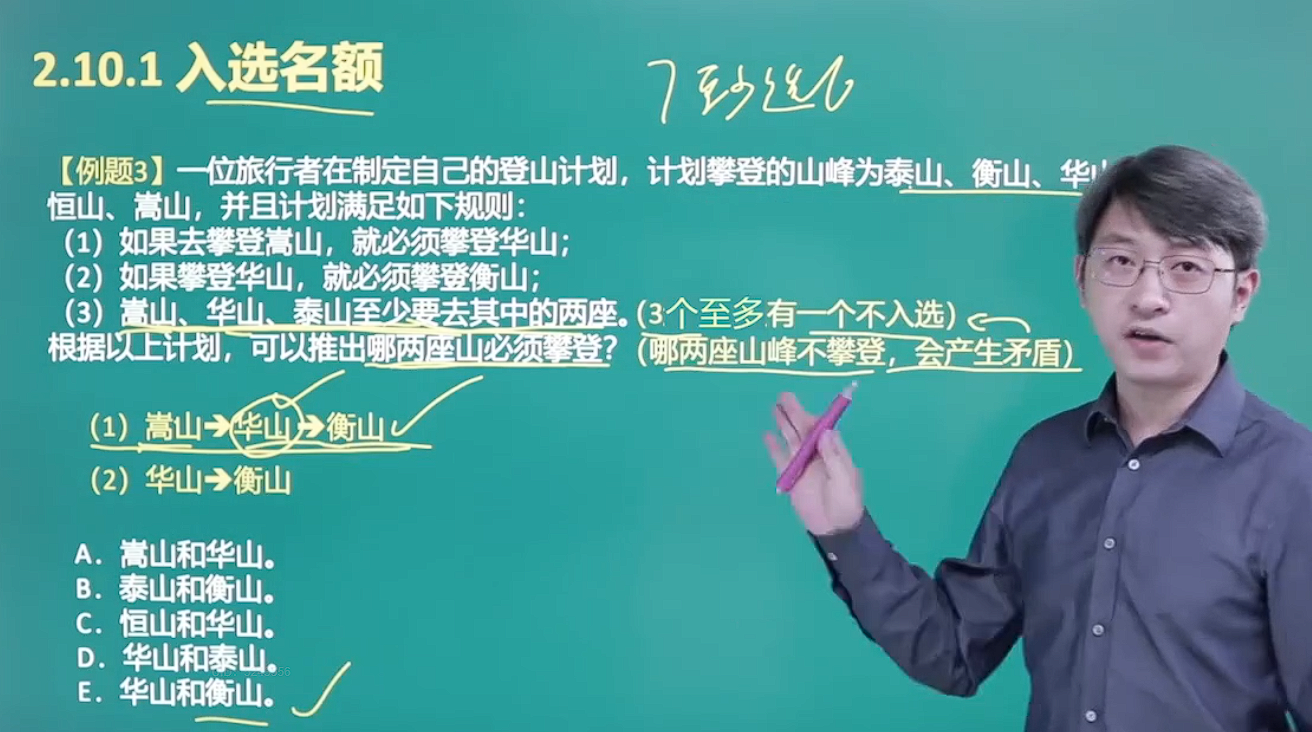 2.10.1 入选名额
7至少选6
【例题3】一位旅行者在制定自己的登山计划，计划攀登的山峰为泰山、衡山、华山
恒山、嵩山，并且计划满足如下规则：
（1）如果去攀登嵩山，就必须攀登华山；
（2）如果攀登华山，就必须攀登衡山；
（3）嵩山、华山、泰山至少要去其中的两座。（3个至多有一个不入选）
根据以上计划，可以推出哪两座山必须攀登？（哪两座山峰不攀登，会产生矛盾）
（1）嵩山➔华山➔衡山
（2）华山➔衡山
A．嵩山和华山。
B．泰山和衡山。
C．恒山和华山。
D．华山和泰山。
E．华山和衡山。